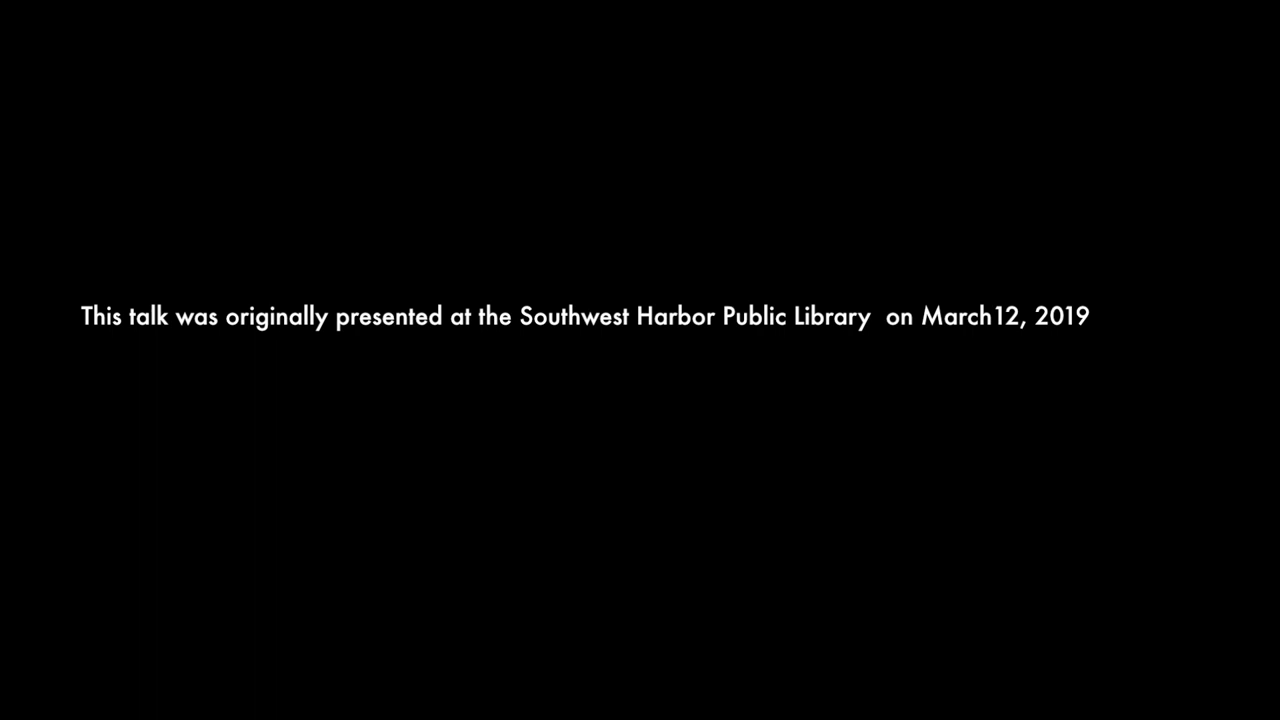 This talk was originally presented at the Southwest Harbor Public Library  on March12, 2019